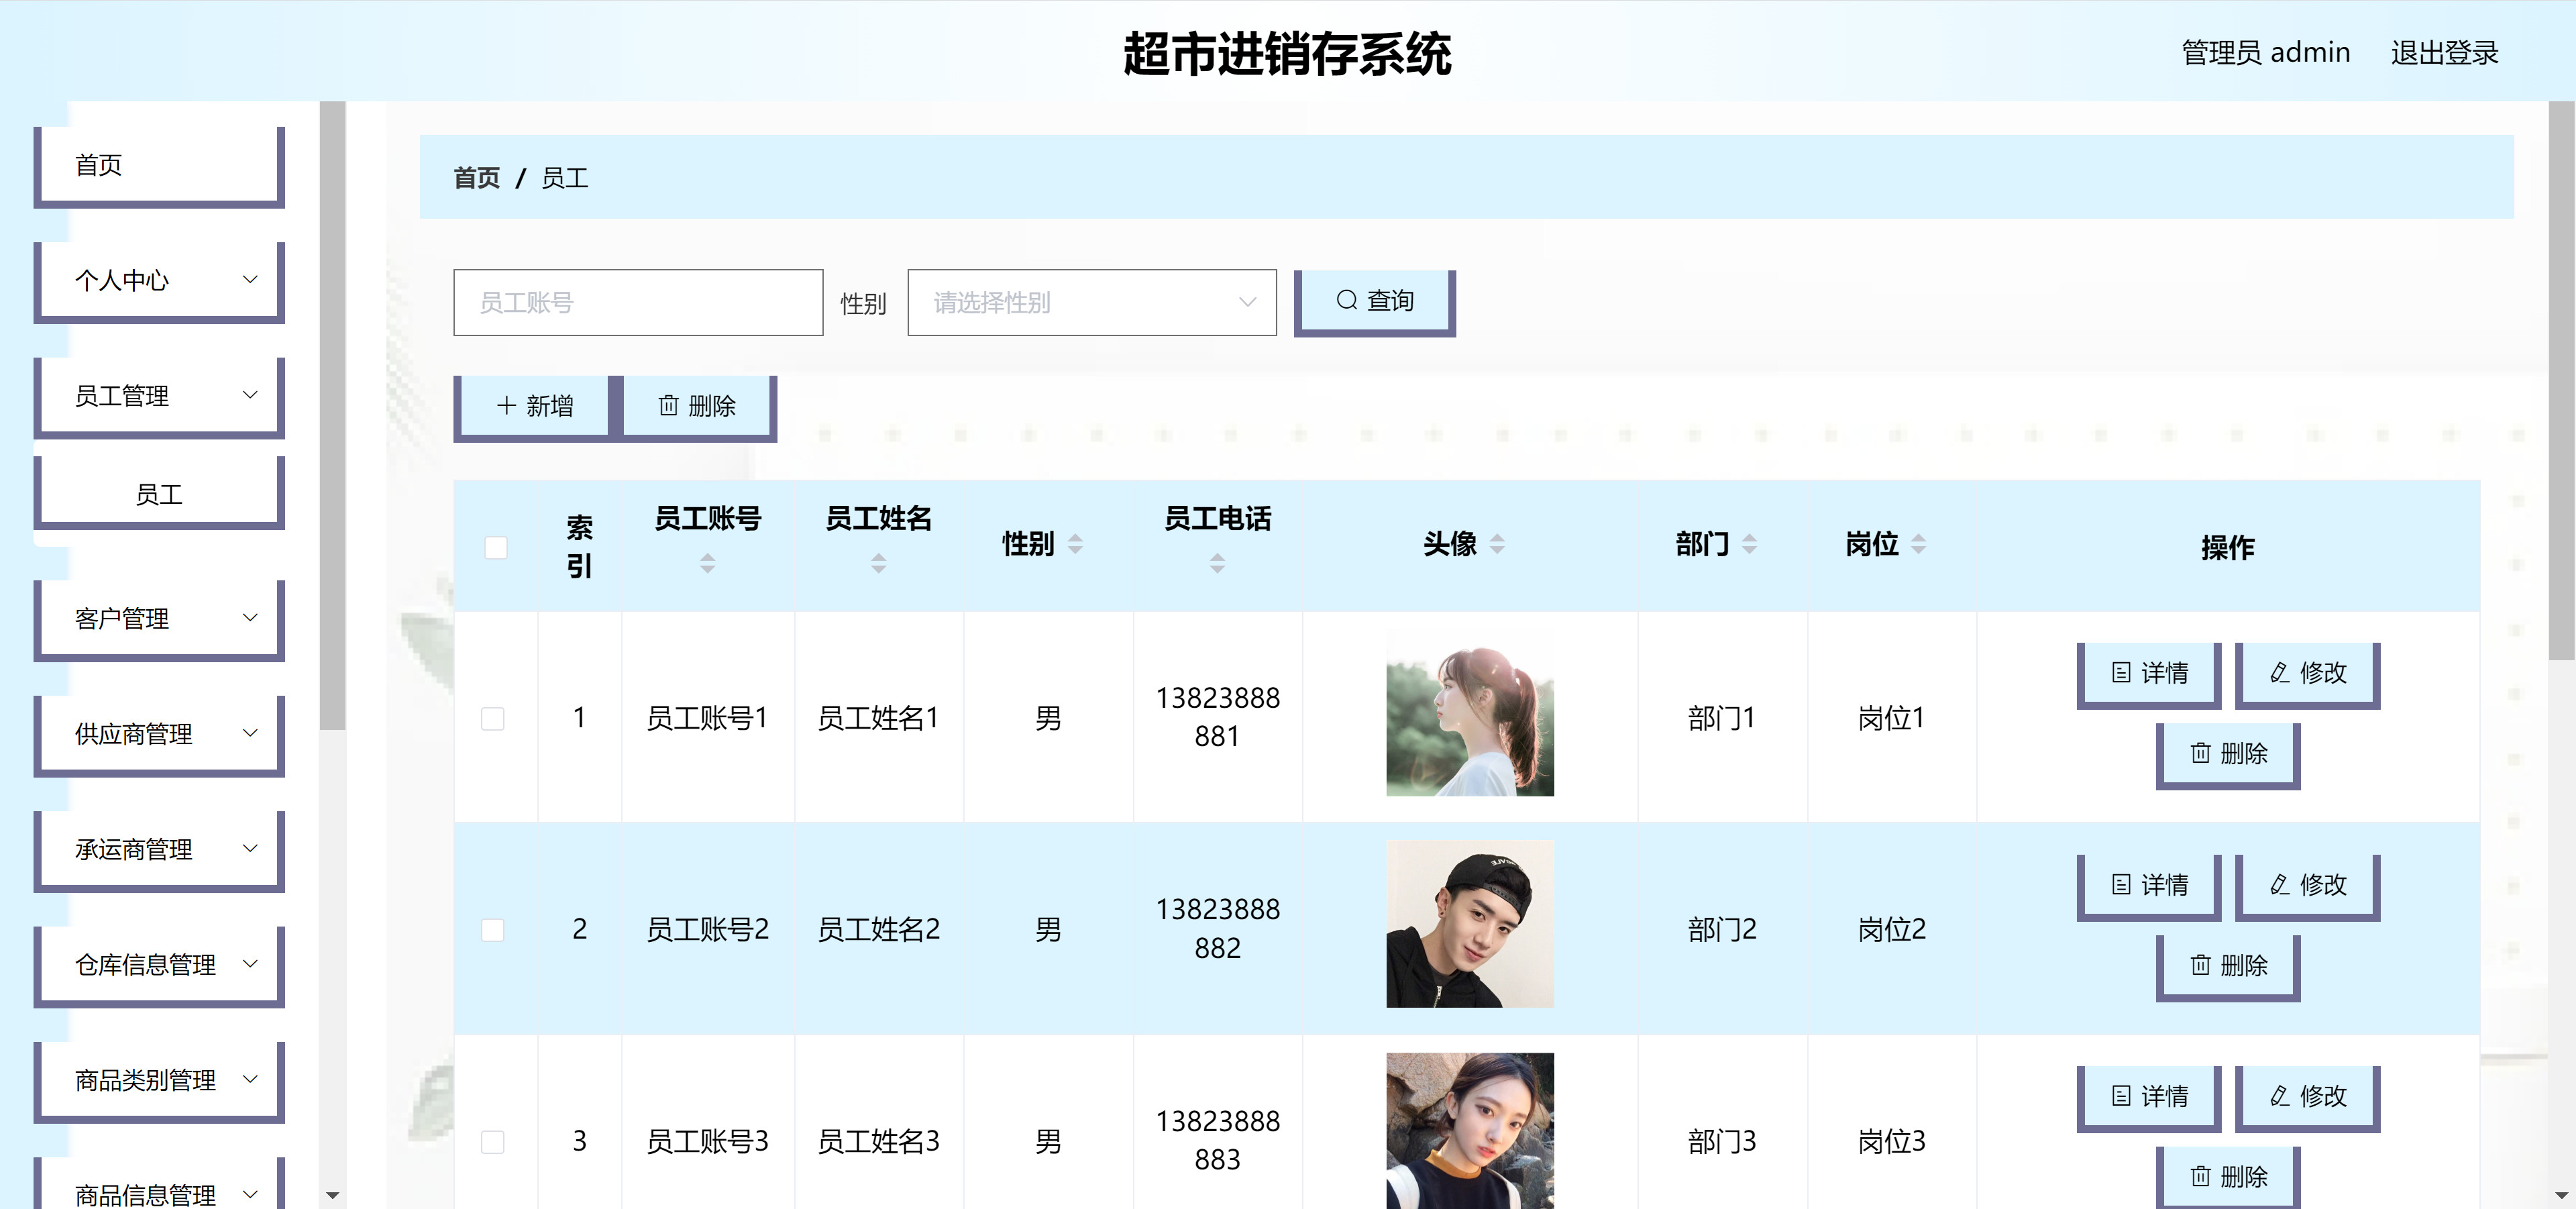 超市进销存系统
管理员 admin 退出登录
首页
个人中心
员工管理
员工
客户管理
供应商管理
承运商管理
仓库信息管理
商品类别管理
商品信息管理
首页 / 员工
员工账号 性别 请选择性别 查询
新增 删除
索引 员工账号 员工姓名 性别 员工电话 头像 部门 岗位 操作
1 员工账号1 员工姓名1 男 13823888881 部门1 岗位1 详情 修改 删除
2 员工账号2 员工姓名2 男 13823888882 部门2 岗位2 详情 修改 删除
3 员工账号3 员工姓名3 男 13823888883 部门3 岗位3 详情 修改 删除